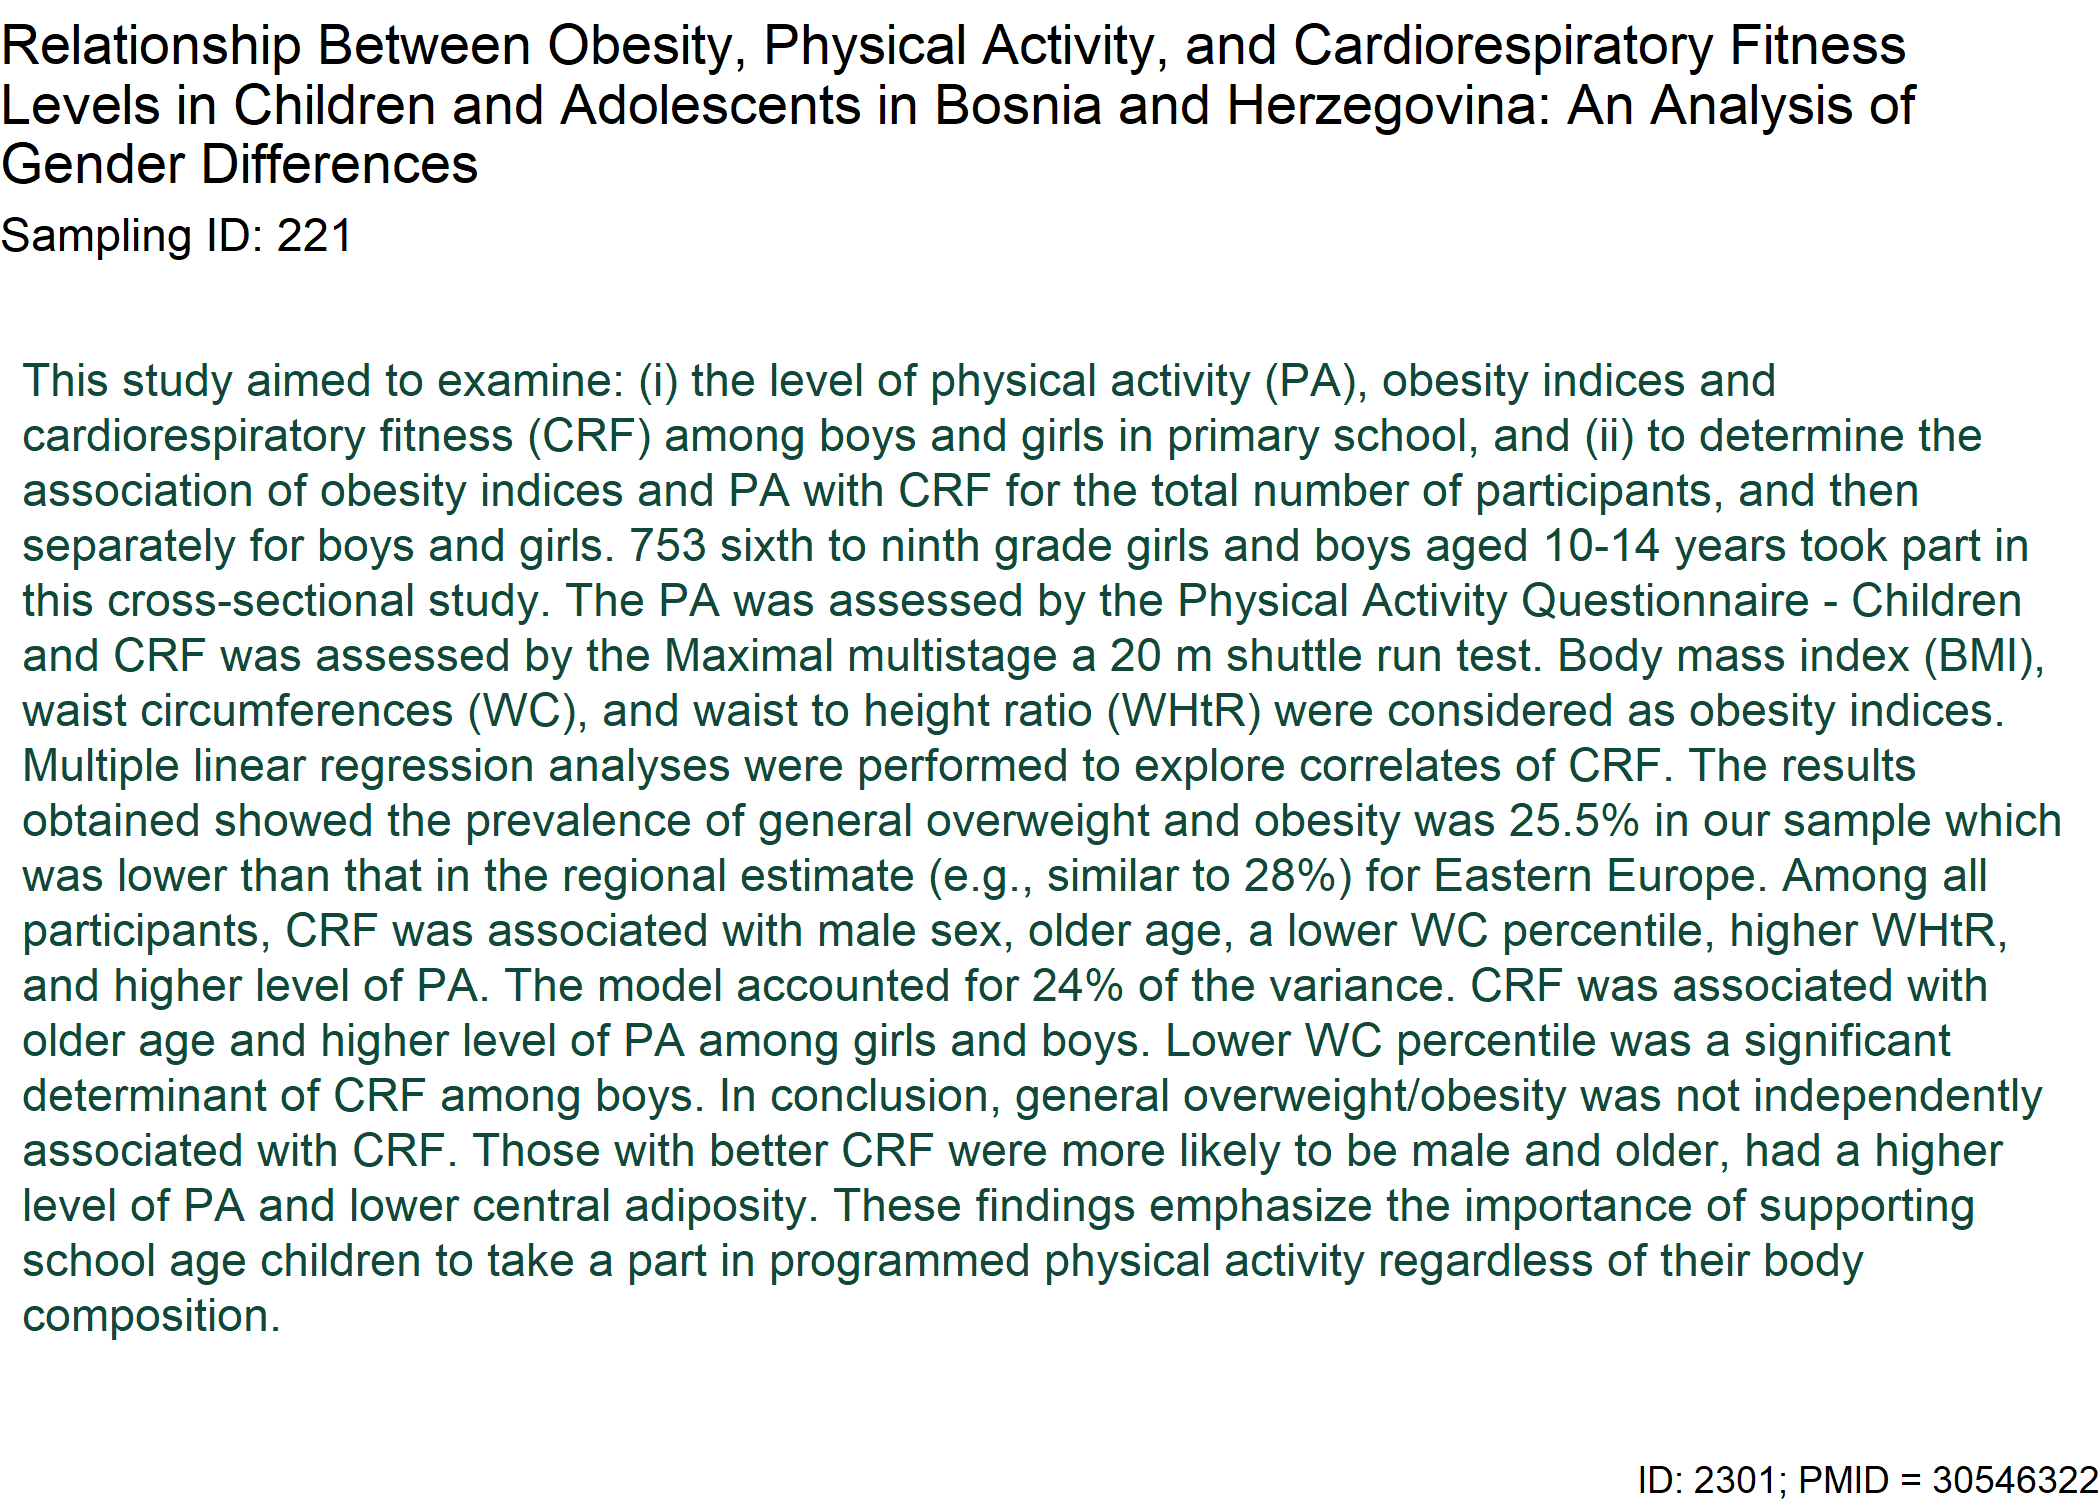 Relationship Between Obesity, Physical Activity, and Cardiorespiratory Fitness
Levels in Children and Adolescents in Bosnia and Herzegovina: An Analysis of
Gender Differences
Sampling ID: 221
This study aimed to examine: (i) the level of physical activity (PA), obesity indices and
cardiorespiratory fitness (CRF) among boys and girls in primary school, and (ii) to determine the
association of obesity indices and PA with CRF for the total number of participants, and then
separately for boys and girls. 753 sixth to ninth grade girls and boys aged 10-14 years took part in
this cross-sectional study. The PA was assessed by the Physical Activity Questionnaire - Children
and CRF was assessed by the Maximal multistage a 20 m shuttle run test. Body mass index (BMI),
waist circumferences (WC), and waist to height ratio (WHtR) were considered as obesity indices.
Multiple linear regression analyses were performed to explore correlates of CRF. The results
obtained showed the prevalence of general overweight and obesity was 25.5% in our sample which
was lower than that in the regional estimate (e.g., similar to 28%) for Eastern Europe. Among all
participants, CRF was associated with male sex, older age, a lower WC percentile, higher WHtR,
and higher level of PA. The model accounted for 24% of the variance. CRF was associated with
older age and higher level of PA among girls and boys. Lower WC percentile was a significant
determinant of CRF among boys. In conclusion, general overweight/obesity was not independently
associated with CRF. Those with better CRF were more likely to be male and older, had a higher
level of PA and lower central adiposity. These findings emphasize the importance of supporting
school age children to take a part in programmed physical activity regardless of their body
composition.
ID: 2301; PMID = 30546322